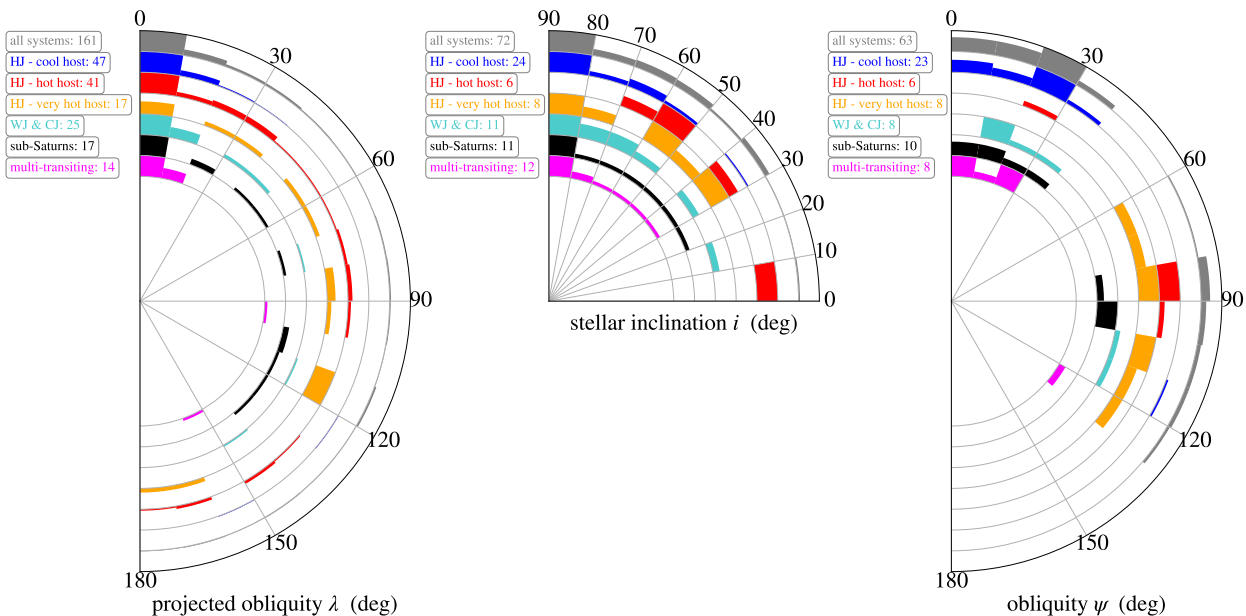 0
all systems: 161
HJ - cool host: 47
HJ - hot host: 41
HJ - very hot host: 17
WJ & CJ: 25
sub-Saturns: 17
multi-transiting: 14
30
60
90
120
150
180
projected obliquity λ (deg)
90
80
70
60
50
40
30
20
10
0
all systems: 72
HJ - cool host: 24
HJ - hot host: 6
HJ - very hot host: 8
WJ & CJ: 11
sub-Saturns: 11
multi-transiting: 12
stellar inclination i (deg)
0
all systems: 63
HJ - cool host: 23
HJ - hot host: 6
HJ - very hot host: 8
WJ & CJ: 8
sub-Saturns: 10
multi-transiting: 8
30
60
90
120
150
180
obliquity ψ (deg)